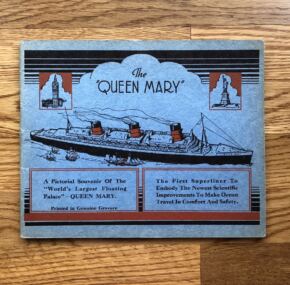 The
"QUEEN MARY"
A Pictorial Souvenir Of The
"World's Largest Floating
Palace" - QUEEN MARY.
Printed in Genuine Gravure
The First Superliner To
Embody The Newest Scientific
Improvements To Make Ocean
Travel In Comfort And Safety.